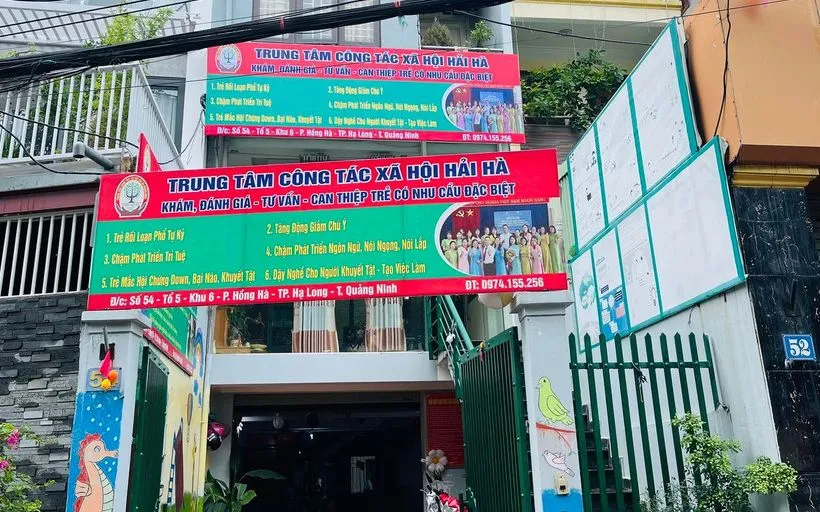 TRUNG TÂM CÔNG TÁC XÃ HỘI HẢI HÀ
KHÁM, ĐÁNH GIÁ - TƯ VẤN - CAN THIỆP TRẺ CÓ NHU CẦU ĐẶC BIỆT
1. Trẻ Rối Loạn Phổ Tự Kỷ
2. Tăng Động Giảm Chú Ý
3. Chậm Phát Triển Trí Tuệ
4. Chậm Phát Triển Ngôn Ngữ, Nói Ngọng, Nói Lắp
5. Trẻ Mắc Hội Chứng Down, Bại Não, Khuyết Tật
6. Dạy Nghề Cho Người Khuyết Tật - Tạo Việc Làm
Đ/c: Số 54 - Tổ 5 - Khu 6 - P. Hồng Hà - TP. Hạ Long - T. Quảng Ninh
ĐT: 0974.155.256
TRUNG TÂM CÔNG TÁC XÃ HỘI HẢI HÀ
KHÁM, ĐÁNH GIÁ - TƯ VẤN - CAN THIỆP TRẺ CÓ NHU CẦU ĐẶC BIỆT
1. Trẻ Rối Loạn Phổ Tự Kỷ
2. Tăng Động Giảm Chú Ý
3. Chậm Phát Triển Trí Tuệ
4. Chậm Phát Triển Ngôn Ngữ, Nói Ngọng, Nói Lắp
5. Trẻ Mắc Hội Chứng Down, Bại Não, Khuyết Tật
6. Dạy Nghề Cho Người Khuyết Tật - Tạo Việc Làm
Đ/c: Số 54 - Tổ 5 - Khu 6 - P. Hồng Hà - TP. Hạ Long - T. Quảng Ninh
ĐT: 0974.155.256
52